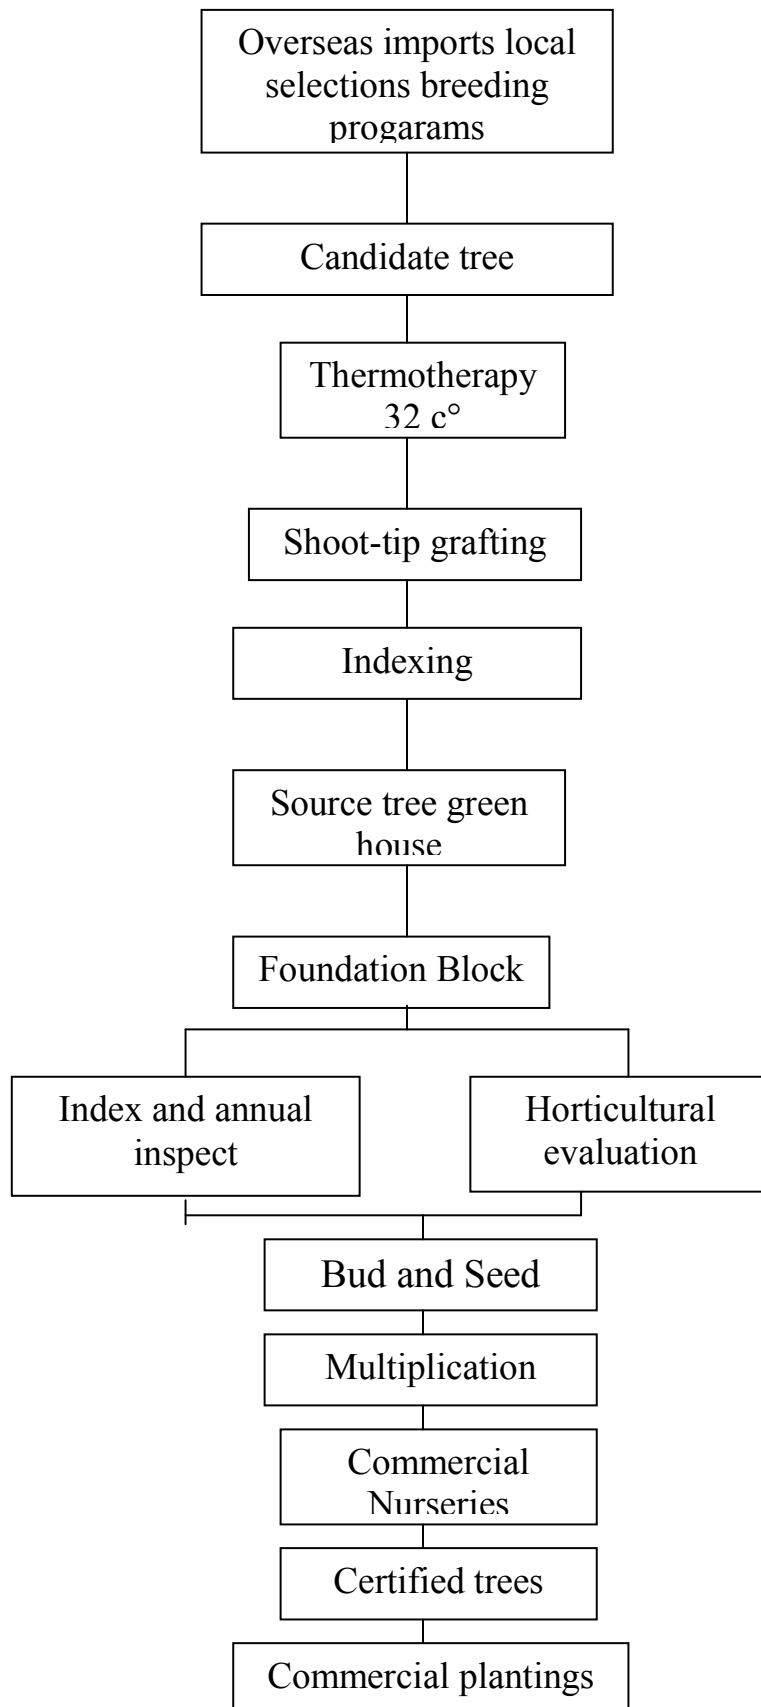 Overseas imports local
selections breeding
progarams
Candidate tree
Thermotherapy
32 c°
Shoot-tip grafting
Indexing
Source tree green
house
Foundation Block
Index and annual
inspect
Horticultural
evaluation
Bud and Seed
Multiplication
Commercial
Nurseries
Certified trees
Commercial plantings